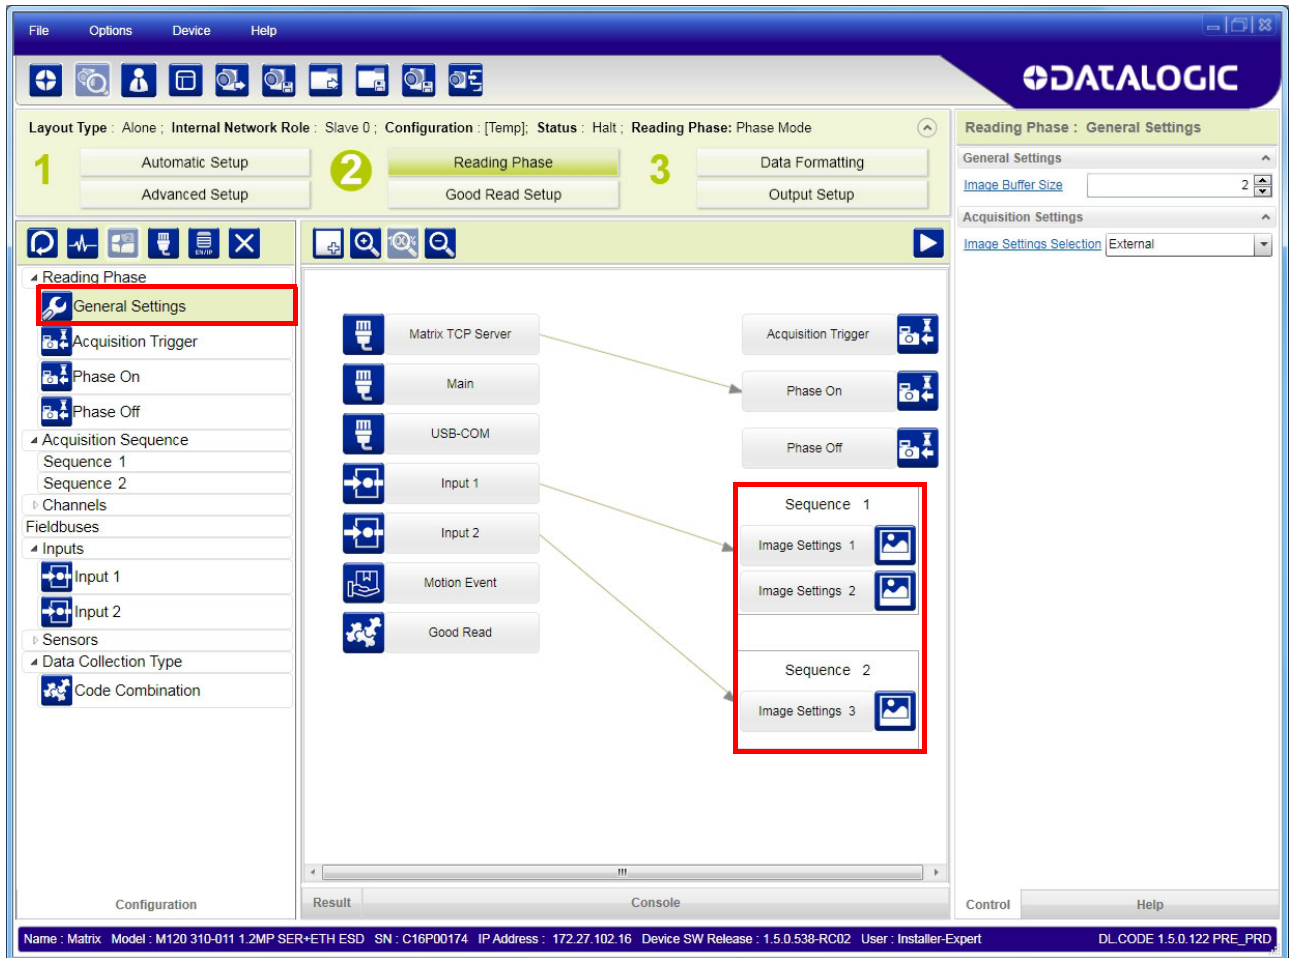 File Options Device Help
DATALOGIC
Layout Type : Alone ; Internal Network Role : Slave 0 ; Configuration : [Temp]; Status : Halt ; Reading Phase: Phase Mode
1 Automatic Setup 2 Reading Phase 3 Data Formatting
Advanced Setup Good Read Setup Output Setup
Reading Phase : General Settings
General Settings
Image Buffer Size 2
Acquisition Settings
Image Settings Selection External
EN/IP
100%
Reading Phase
General Settings
Acquisition Trigger
Phase On
Phase Off
Acquisition Sequence
Sequence 1
Sequence 2
Channels
Fieldbuses
Inputs
Input 1
Input 2
Sensors
Data Collection Type
Code Combination
Configuration
Matrix TCP Server
Main
USB-COM
Input 1
Input 2
Motion Event
Good Read
Acquisition Trigger
Phase On
Phase Off
Sequence 1
Image Settings 1
Image Settings 2
Sequence 2
Image Settings 3
Result Console
Control Help
Name : Matrix Model : M120 310-011 1.2MP SER+ETH ESD SN : C16P00174 IP Address : 172.27.102.16 Device SW Release : 1.5.0.538-RC02 User : Installer-Expert DL.CODE 1.5.0.122 PRE_PRD